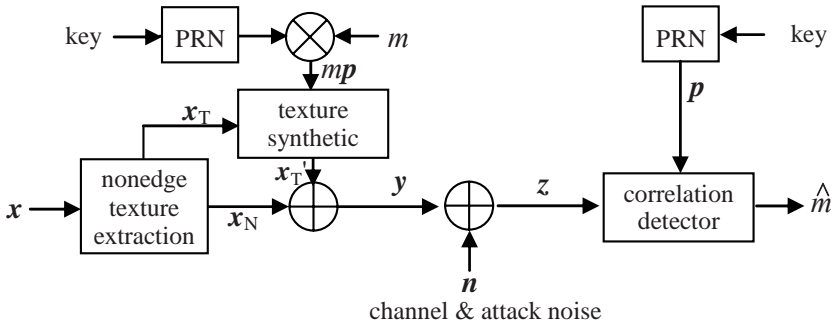 key
PRN
m
PRN
key
mp
p
x_T
texture
synthetic
x_T'
nonedge
texture
extraction
x
x_N
y
z
correlation
detector
m̂
n
channel & attack noise